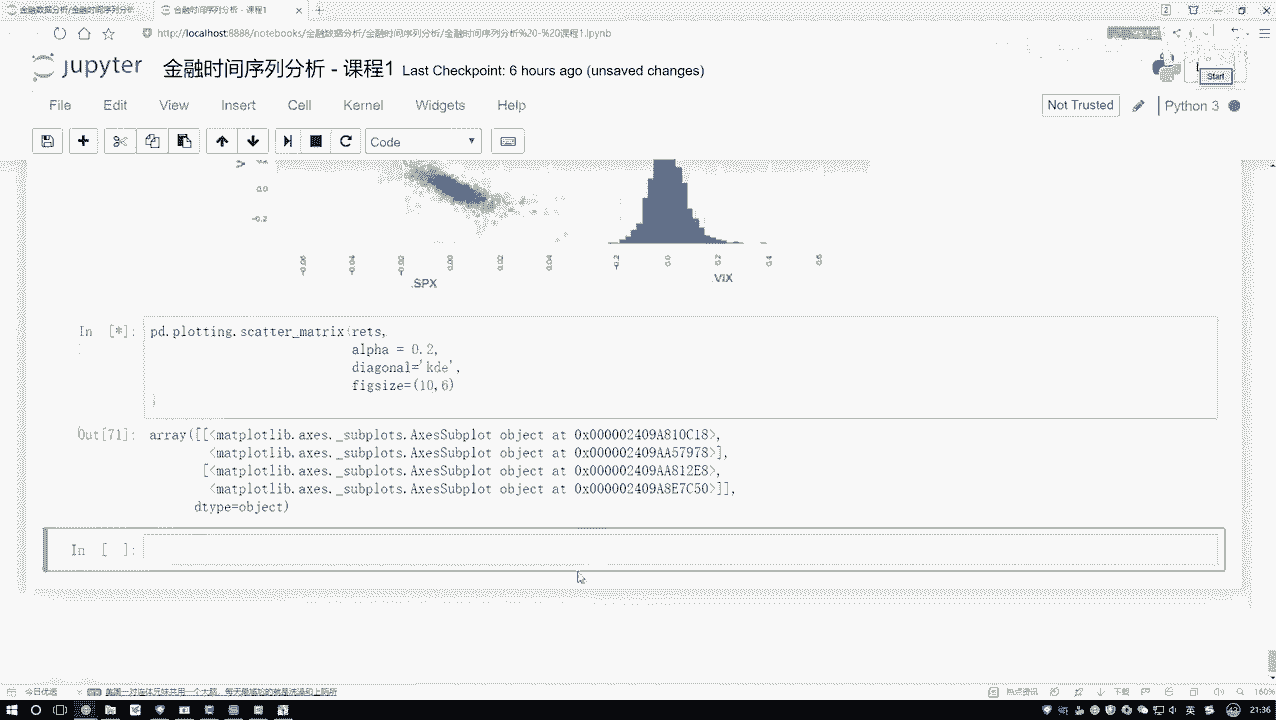 金融数据分析/金融时间序列分析
金融时间序列分析 - 课程1
http://localhost:8888/notebooks/金融数据分析/金融时间序列分析/金融时间序列分析%20-%20课程1.ipynb
jupyter 金融时间序列分析 - 课程1 Last Checkpoint: 6 hours ago (unsaved changes)
Start
File Edit View Insert Cell Kernel Widgets Help
Not Trusted Python 3
Code
0.0
-0.2
-0.06 -0.04 -0.02 0.00 0.02 0.04 -0.2 0.0 0.2 0.4 0.6
.SPX .VIX
In [*]: pd.plotting.scatter_matrix(rets,
alpha = 0.2,
diagonal='kde',
figsize=(10,6)
)
Out[71]: array([[<matplotlib.axes._subplots.AxesSubplot object at 0x000002409A810C18>,
<matplotlib.axes._subplots.AxesSubplot object at 0x000002409AA57978>],
[<matplotlib.axes._subplots.AxesSubplot object at 0x000002409AA812E8>,
<matplotlib.axes._subplots.AxesSubplot object at 0x000002409A8E7C50>]],
dtype=object)
In [ ]:
今日优选
热点资讯 下载 160%
英 21:36